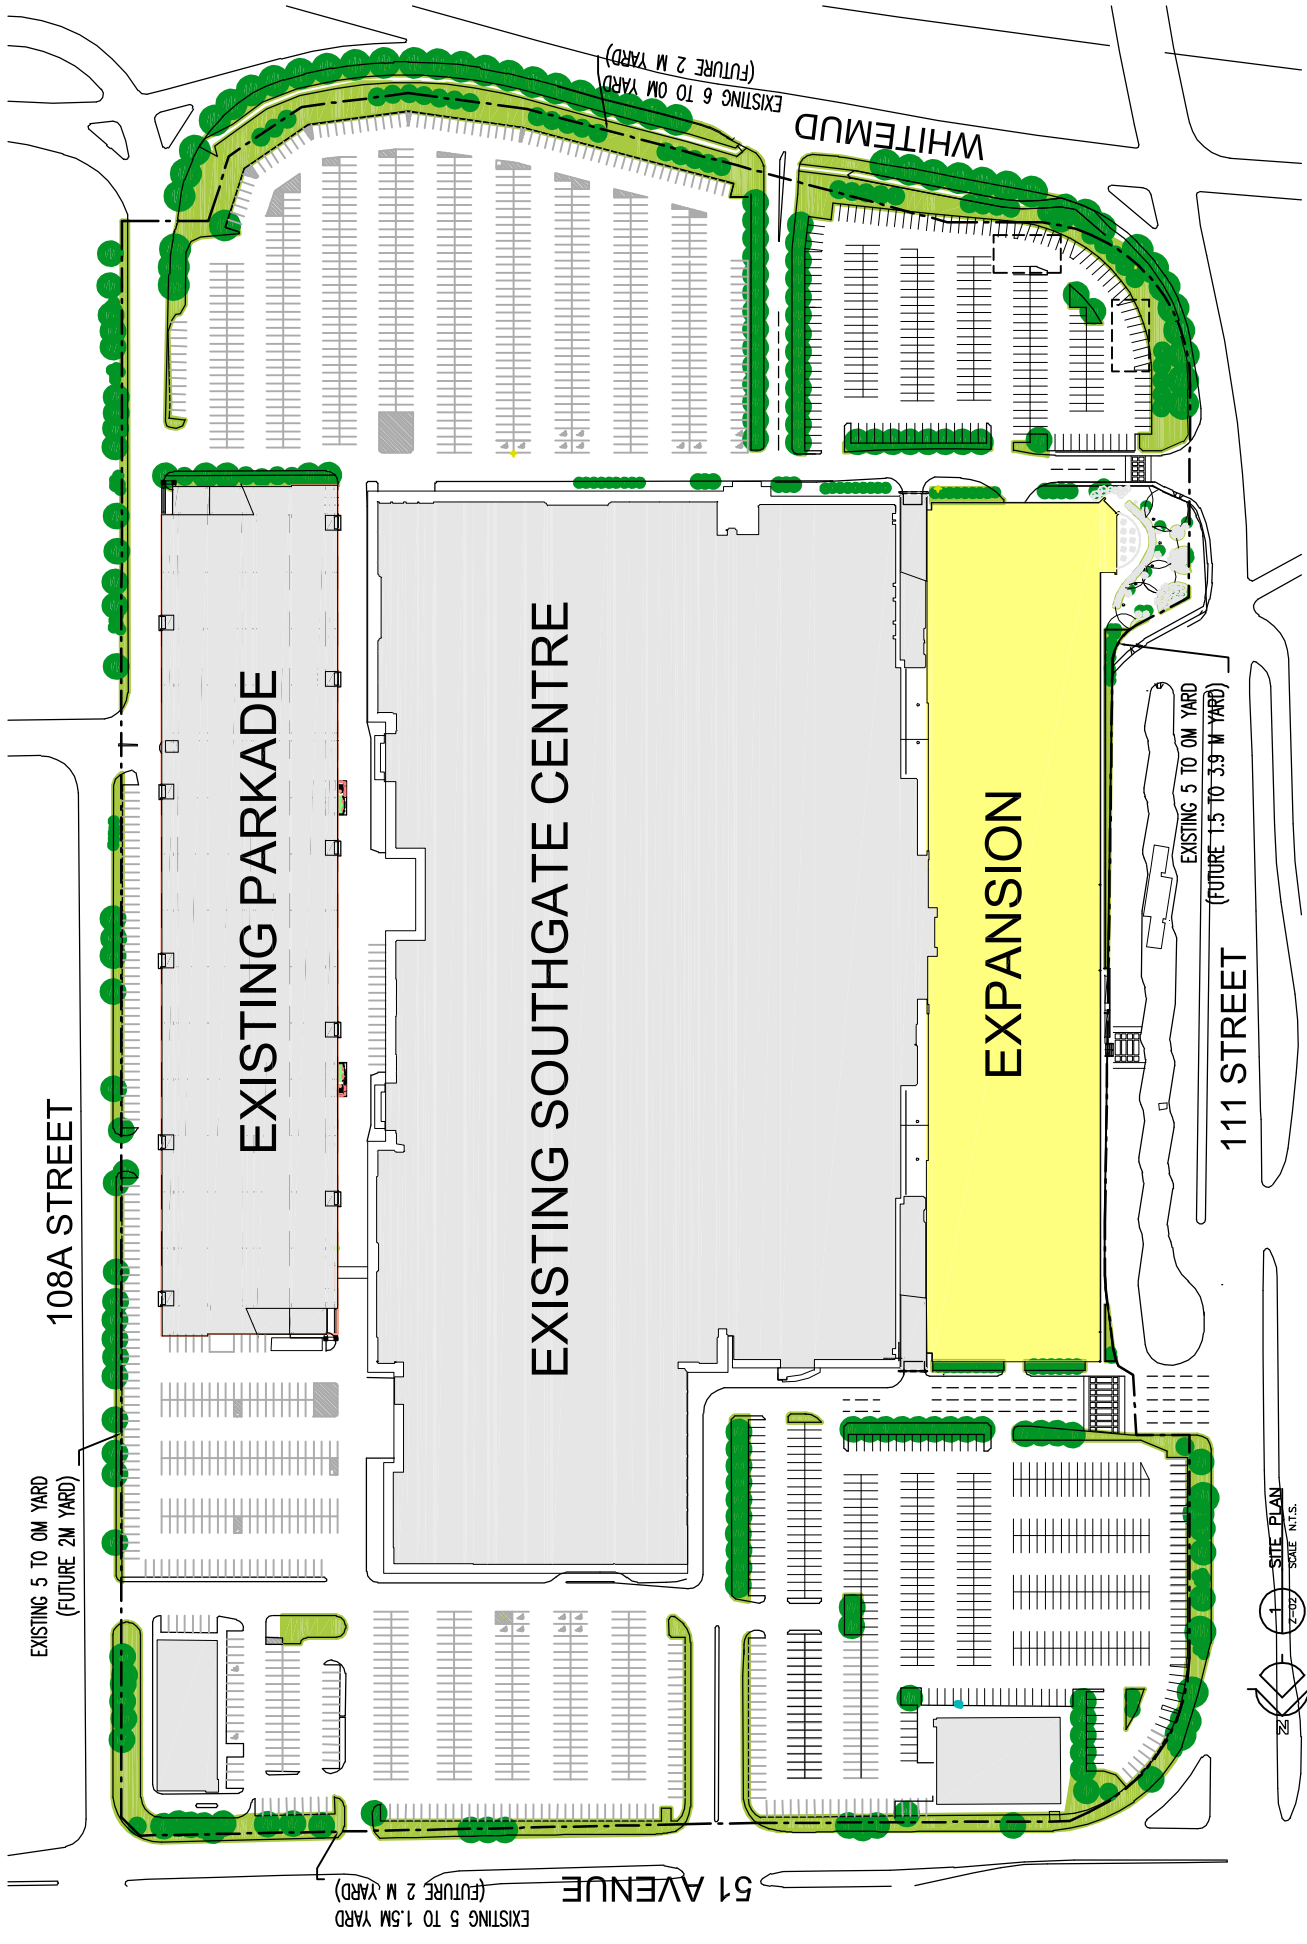 EXISTING 6 TO 0M YARD
(FUTURE 2 M YARD)
WHITEMUD
EXISTING PARKADE
EXISTING SOUTHGATE CENTRE
EXPANSION
EXISTING 5 TO 0M YARD
(FUTURE 1.5 TO 3.9 M YARD)
111 STREET
108A STREET
EXISTING 5 TO 0M YARD
(FUTURE 2M YARD)
EXISTING 5 TO 1.5M YARD
(FUTURE 2 M YARD)
51 AVENUE
N
1
Z-02
SITE PLAN
SCALE N.T.S.